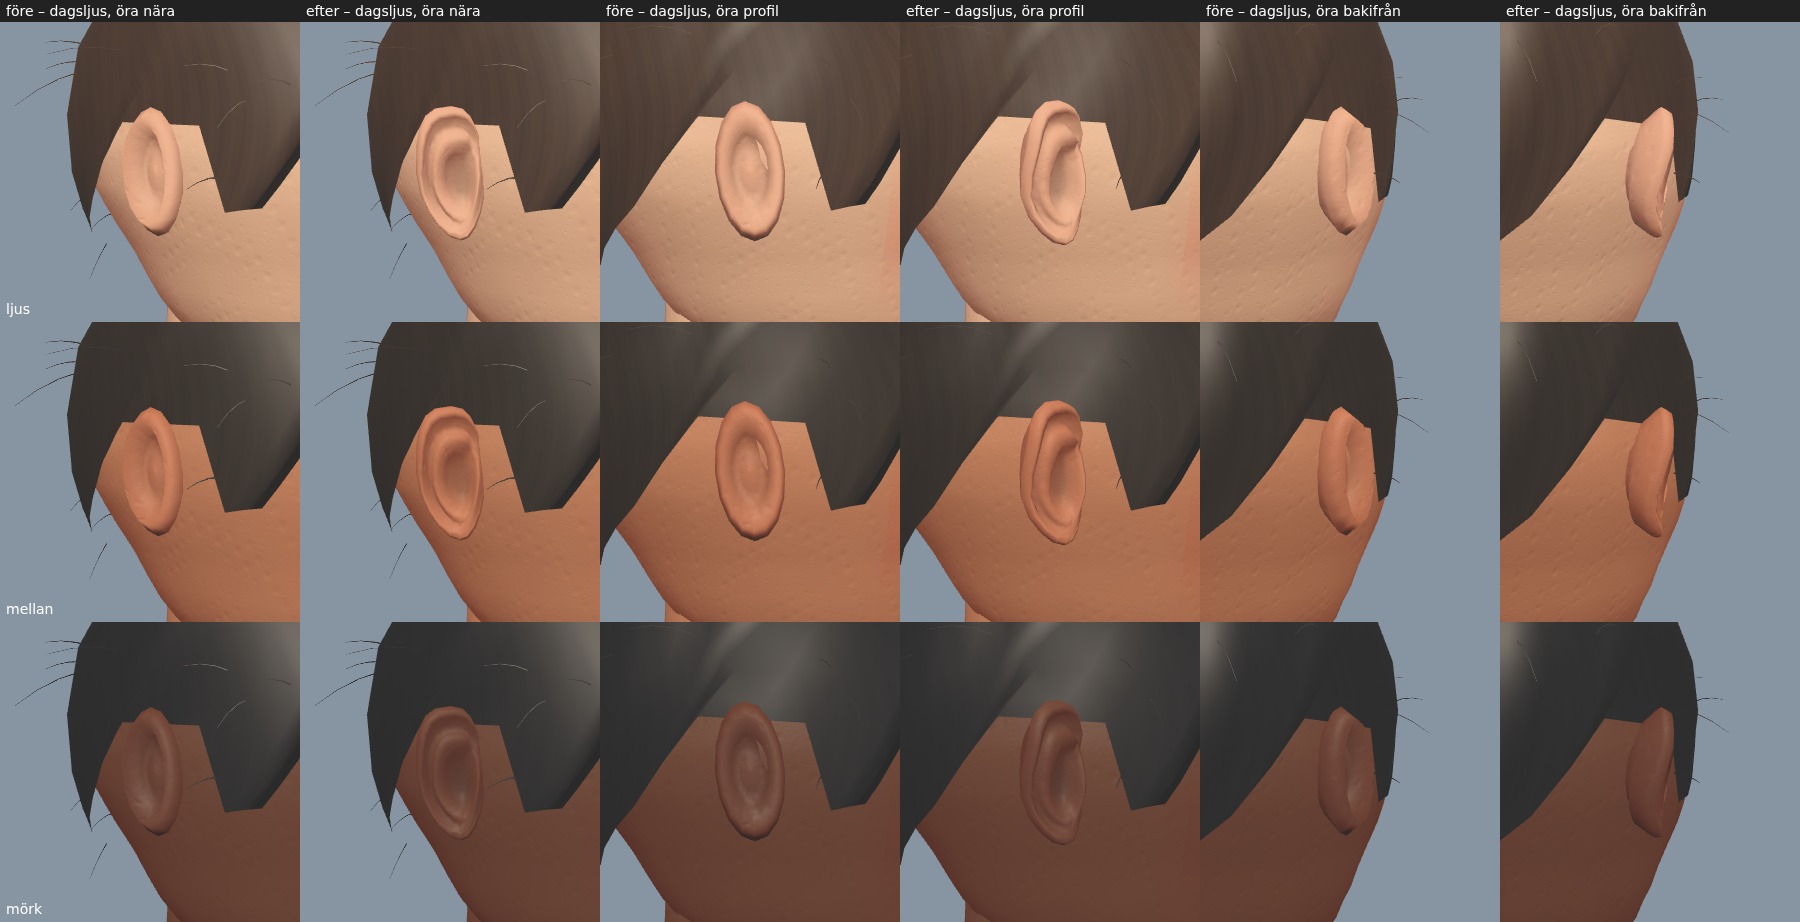 före – dagsljus, öra nära
efter – dagsljus, öra nära
före – dagsljus, öra profil
efter – dagsljus, öra profil
före – dagsljus, öra bakifrån
efter – dagsljus, öra bakifrån
ljus
mellan
mörk